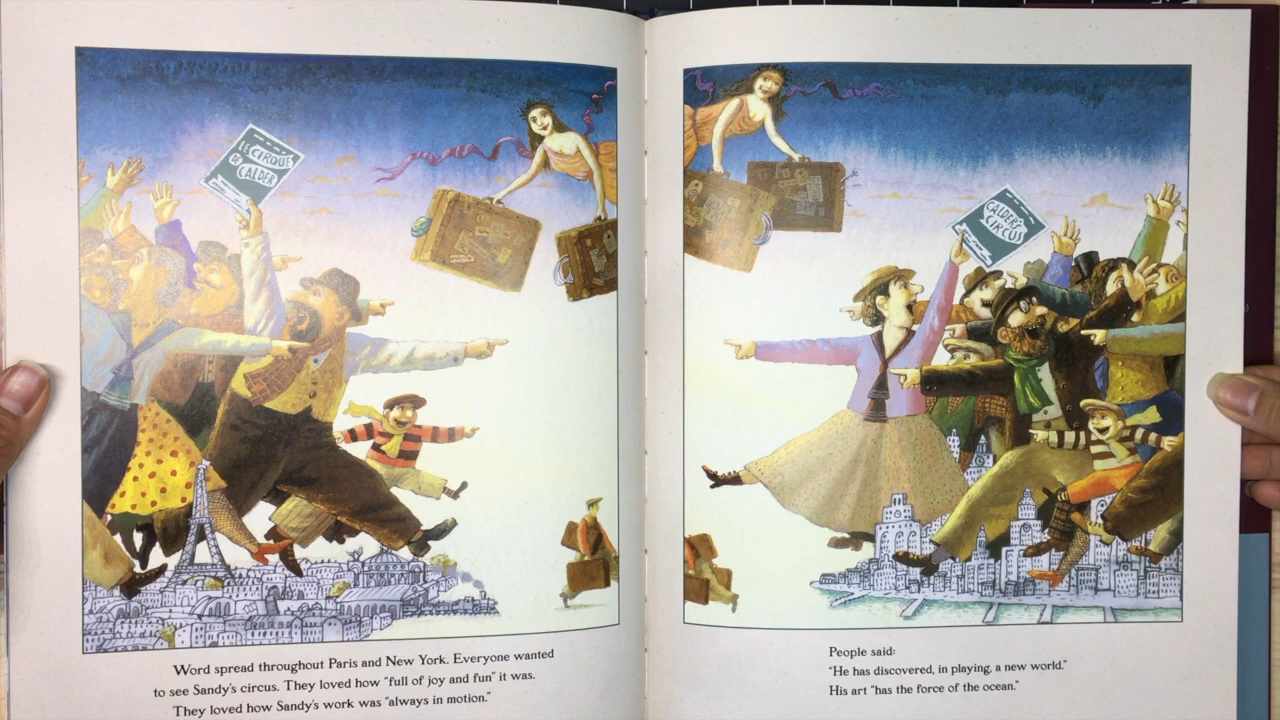 LE CIRQUE
DE
CALDER
Word spread throughout Paris and New York. Everyone wanted
to see Sandy's circus. They loved how "full of joy and fun" it was.
They loved how Sandy's work was "always in motion."
CALDER'S
CIRCUS
People said:
"He has discovered, in playing, a new world."
His art "has the force of the ocean."